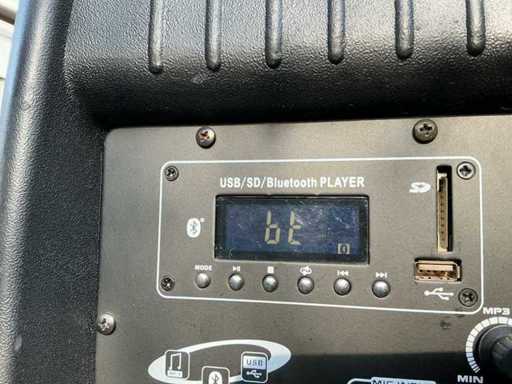 USB/SD/Bluetooth PLAYER
SD
bt
MODE
MP3
USB
MIN